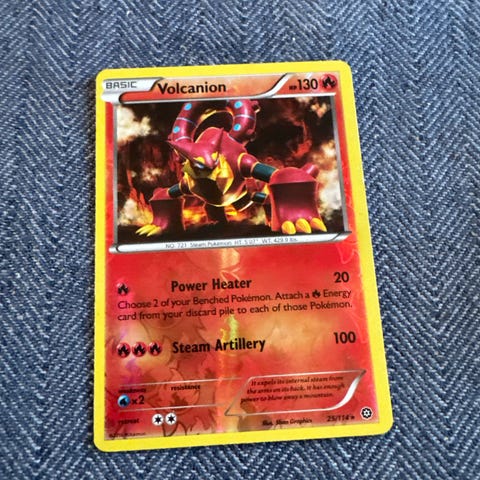 BASIC
Volcanion
HP130
NO. 721 Steam Pokémon HT: 5'07" WT: 429.9 lbs.
Power Heater 20
Choose 2 of your Benched Pokémon. Attach a Energy
card from your discard pile to each of those Pokémon.
Steam Artillery 100
weakness
×2
resistance
retreat
It expels its internal steam from
the arms on its back. It has enough
power to blow away a mountain.
Illus. 5ban Graphics
25/114 ★